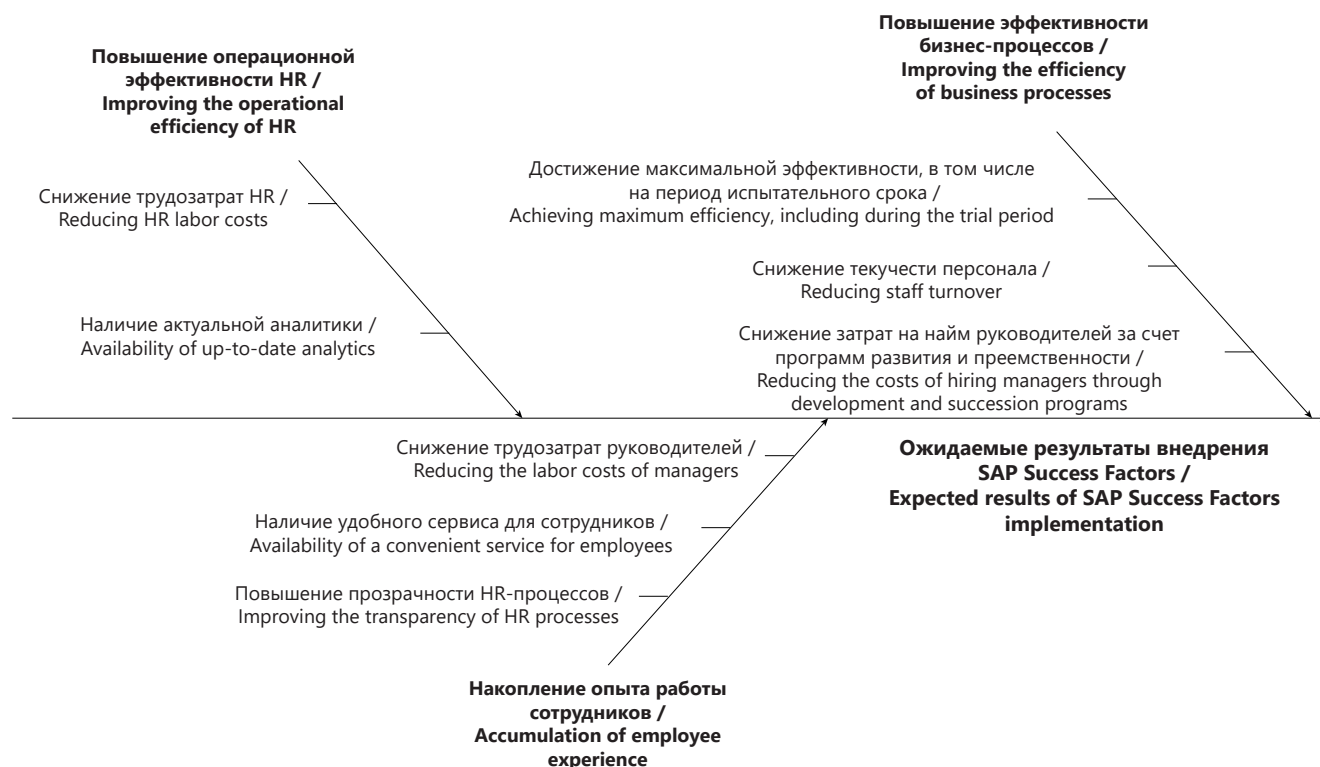 Повышение операционной
эффективности HR /
Improving the operational
efficiency of HR
Повышение эффективности
бизнес-процессов /
Improving the efficiency
of business processes
Снижение трудозатрат HR /
Reducing HR labor costs
Наличие актуальной аналитики /
Availability of up-to-date analytics
Достижение максимальной эффективности, в том числе
на период испытательного срока /
Achieving maximum efficiency, including during the trial period
Снижение текучести персонала /
Reducing staff turnover
Снижение затрат на найм руководителей за счет
программ развития и преемственности /
Reducing the costs of hiring managers through
development and succession programs
Снижение трудозатрат руководителей /
Reducing the labor costs of managers
Наличие удобного сервиса для сотрудников /
Availability of a convenient service for employees
Повышение прозрачности HR-процессов /
Improving the transparency of HR processes
Накопление опыта работы
сотрудников /
Accumulation of employee
experience
Ожидаемые результаты внедрения
SAP Success Factors /
Expected results of SAP Success Factors
implementation